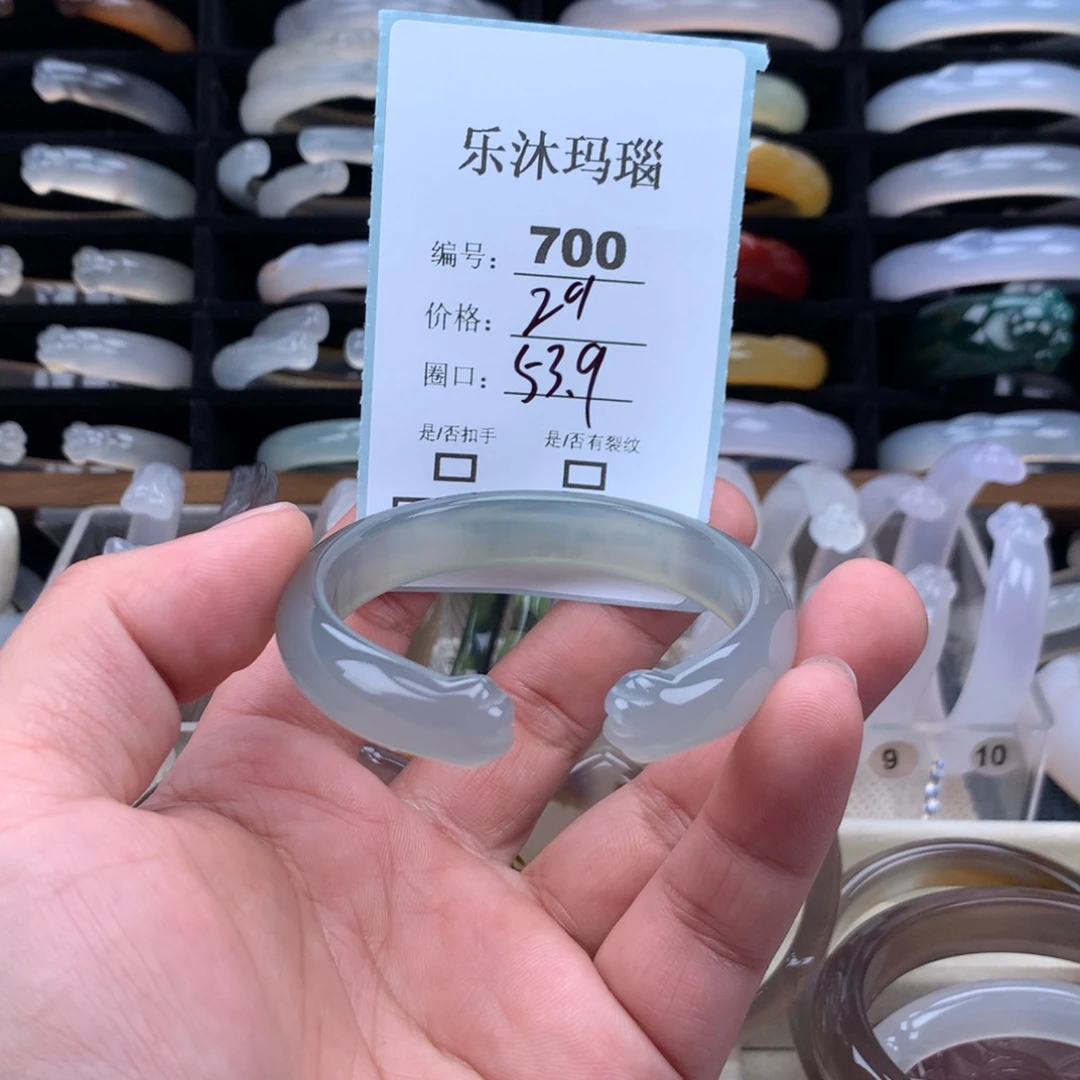 乐沐玛瑙
编号：700
价格：29
圈口：53.9
是/否扣手 是/否有裂纹
9 10